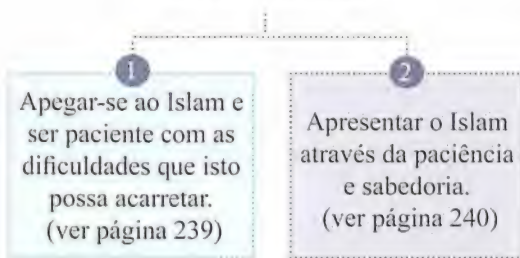 1
Apegar-se ao Islam e
ser paciente com as
dificuldades que isto
possa acarretar.
(ver página 239)
2
Apresentar o Islam
através da paciência
e sabedoria.
(ver página 240)